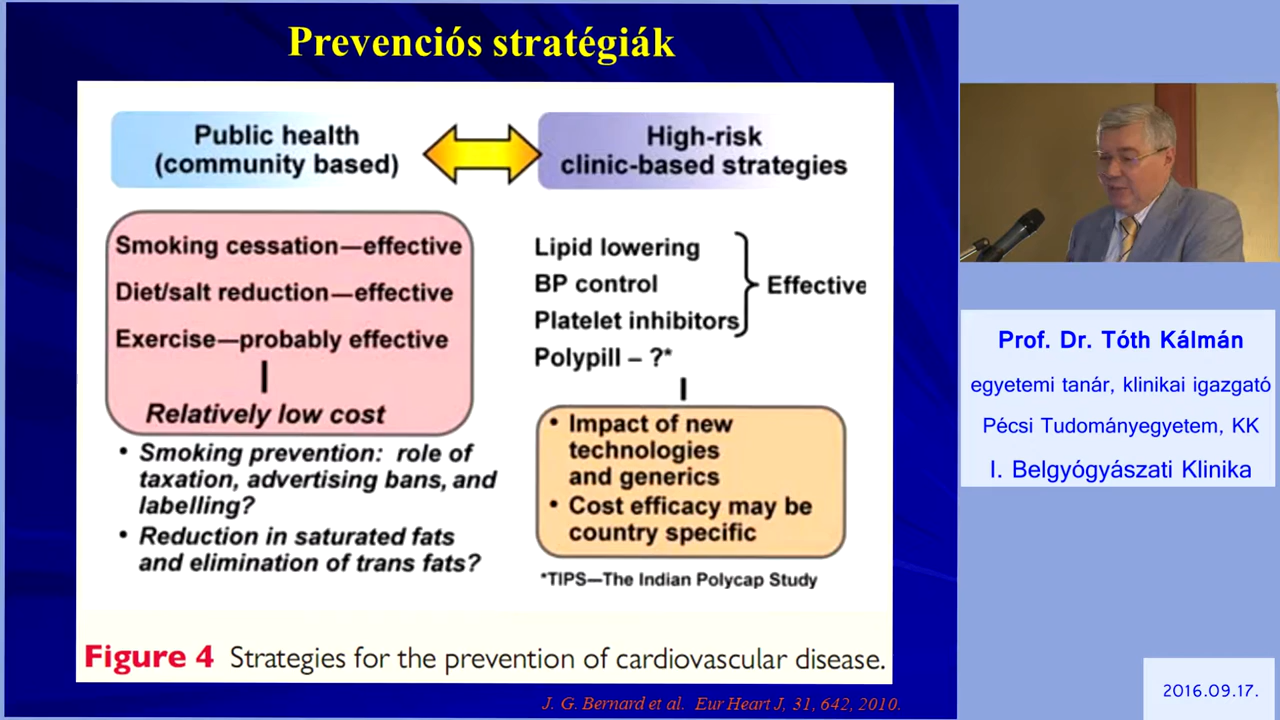 Prevenciós stratégiák
Public health
(community based)
High-risk
clinic-based strategies
Smoking cessation—effective
Diet/salt reduction—effective
Exercise—probably effective
Relatively low cost
• Smoking prevention: role of
taxation, advertising bans, and
labelling?
• Reduction in saturated fats
and elimination of trans fats?
Lipid lowering
BP control
Platelet inhibitors
Effective
Polypill – ?*
• Impact of new
technologies
and generics
• Cost efficacy may be
country specific
*TIPS—The Indian Polycap Study
Figure 4 Strategies for the prevention of cardiovascular disease.
J. G. Bernard et al. Eur Heart J, 31, 642, 2010.
Prof. Dr. Tóth Kálmán
egyetemi tanár, klinikai igazgató
Pécsi Tudományegyetem, KK
I. Belgyógyászati Klinika
2016.09.17.